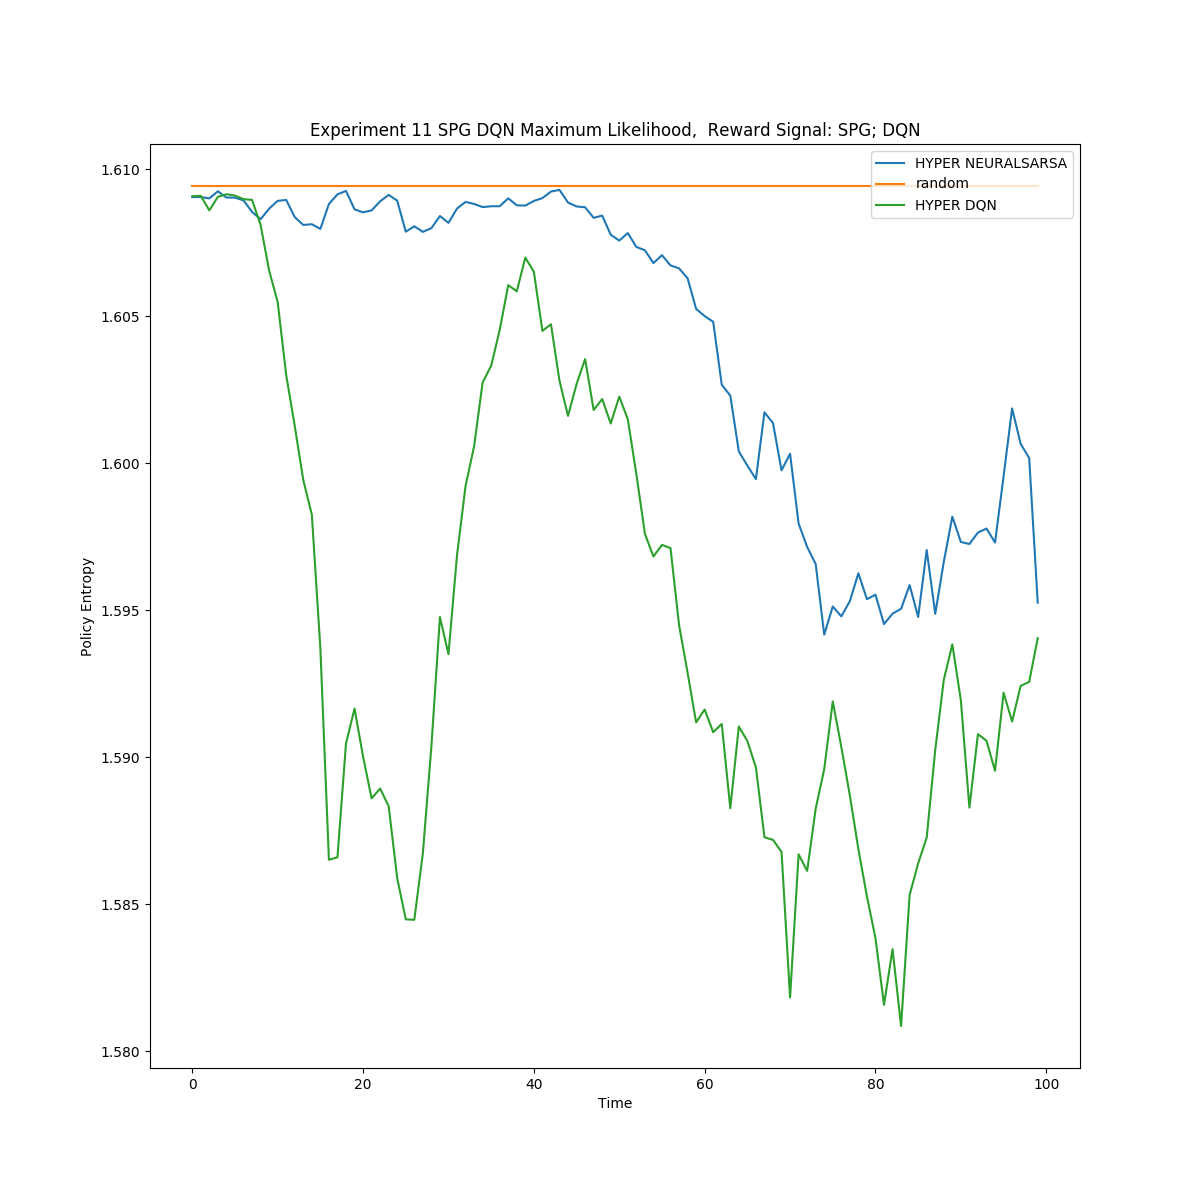 Experiment 11 SPG DQN Maximum Likelihood,  Reward Signal: SPG; DQN
HYPER NEURALSARSA
random
HYPER DQN
Policy Entropy
1.610
1.605
1.600
1.595
1.590
1.585
1.580
0
20
40
60
80
100
Time